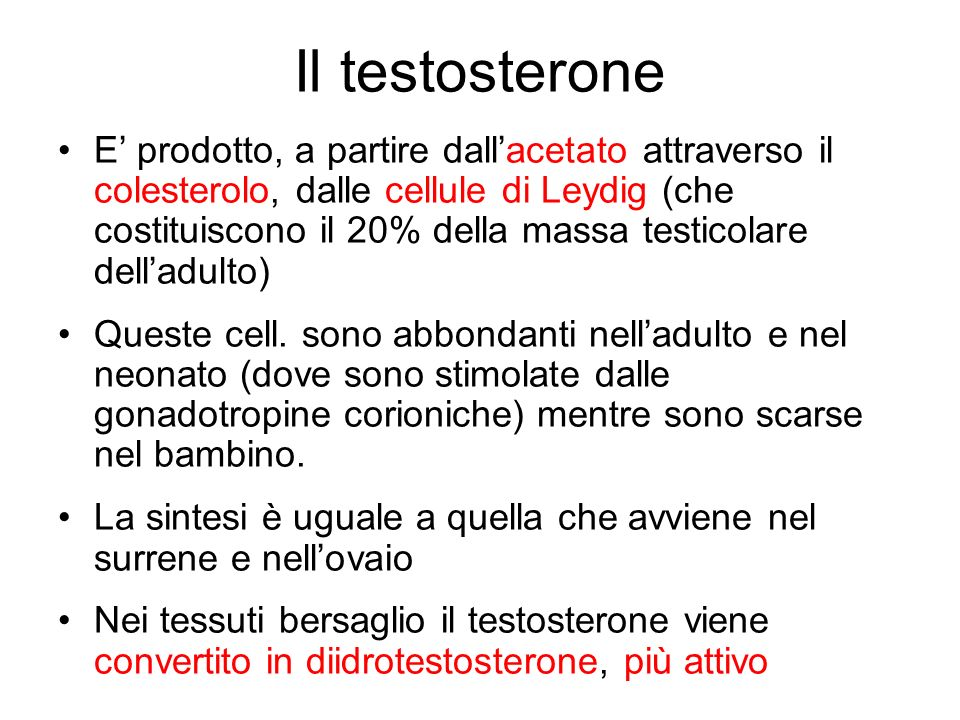 Il testosterone
• E’ prodotto, a partire dall’acetato attraverso il
colesterolo, dalle cellule di Leydig (che
costituiscono il 20% della massa testicolare
dell’adulto)
• Queste cell. sono abbondanti nell’adulto e nel
neonato (dove sono stimolate dalle
gonadotropine corioniche) mentre sono scarse
nel bambino.
• La sintesi è uguale a quella che avviene nel
surrene e nell’ovaio
• Nei tessuti bersaglio il testosterone viene
convertito in diidrotestosterone, più attivo